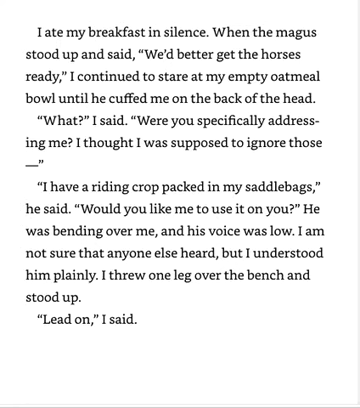 I ate my breakfast in silence. When the magus
stood up and said, “We’d better get the horses
ready,” I continued to stare at my empty oatmeal
bowl until he cuffed me on the back of the head.
“What?” I said. “Were you specifically address-
ing me? I thought I was supposed to ignore those
—”
“I have a riding crop packed in my saddlebags,”
he said. “Would you like me to use it on you?” He
was bending over me, and his voice was low. I am
not sure that anyone else heard, but I understood
him plainly. I threw one leg over the bench and
stood up.
“Lead on,” I said.